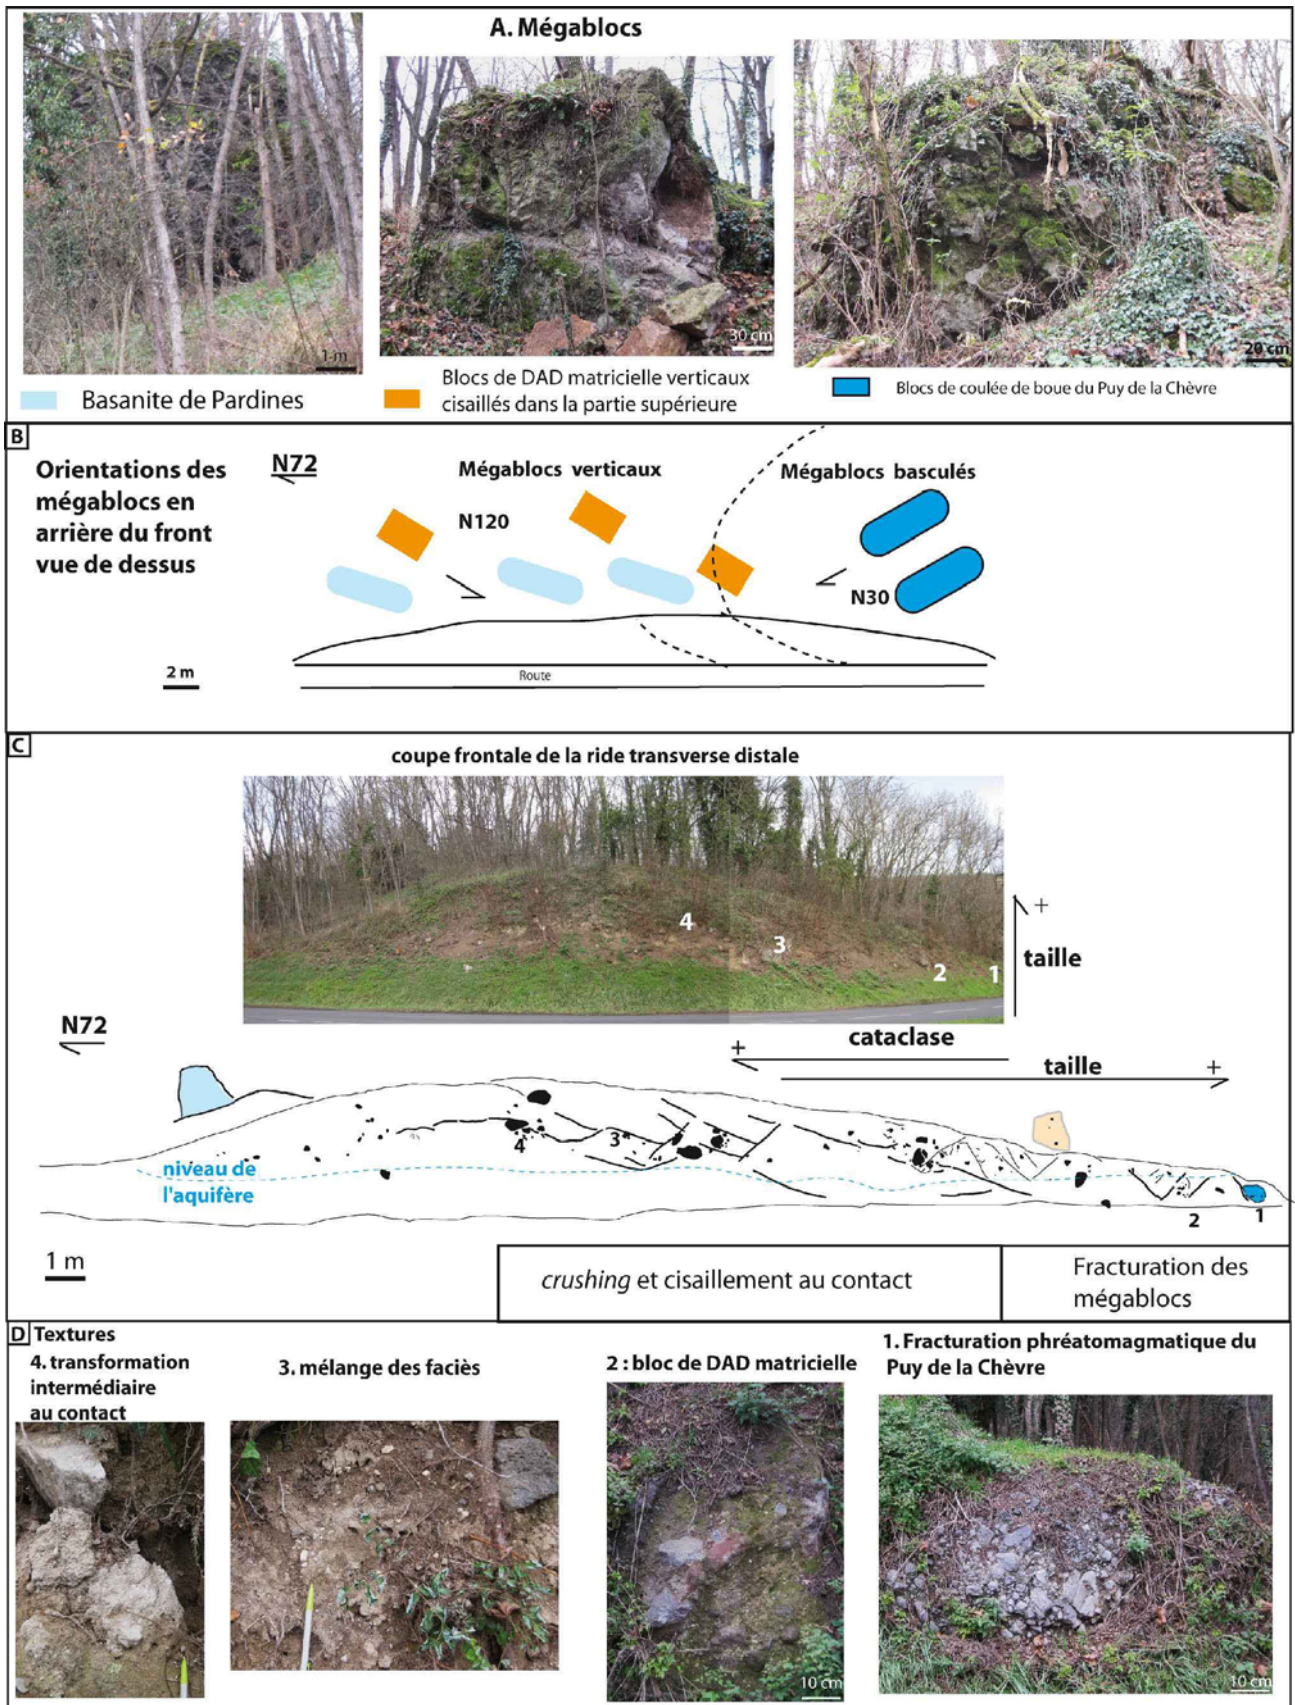 A. Mégablocs
1 m
30 cm
20 cm
Basanite de Pardines
Blocs de DAD matricielle verticaux
cisaillés dans la partie supérieure
Blocs de coulée de boue du Puy de la Chèvre
B
Orientations des
mégablocs en
arrière du front
vue de dessus
N72
Mégablocs verticaux
Mégablocs basculés
N120
N30
2 m
Route
C
coupe frontale de la ride transverse distale
4
3
2
1
+
taille
N72
+
cataclase
taille
+
niveau de
l'aquifère
4
3
2
1
1 m
crushing et cisaillement au contact
Fracturation des
mégablocs
D Textures
4. transformation
intermédiaire
au contact
3. mélange des faciès
2 : bloc de DAD matricielle
1. Fracturation phréatomagmatique du
Puy de la Chèvre
10 cm
10 cm